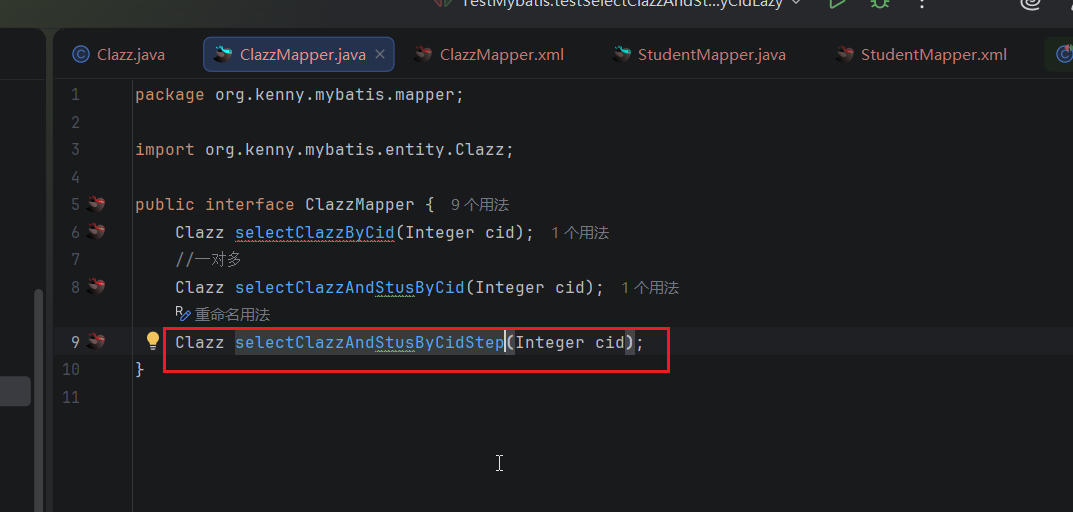 TestMybatis.testSelectClazzAndSt...yCidLazy
Clazz.java
ClazzMapper.java
ClazzMapper.xml
StudentMapper.java
StudentMapper.xml
1 package org.kenny.mybatis.mapper;
2
3 import org.kenny.mybatis.entity.Clazz;
4
5 public interface ClazzMapper { 9 个用法
6 Clazz selectClazzByCid(Integer cid); 1 个用法
7 //一对多
8 Clazz selectClazzAndStusByCid(Integer cid); 1 个用法
重命名用法
9 Clazz selectClazzAndStusByCidStep(Integer cid);
10 }
11